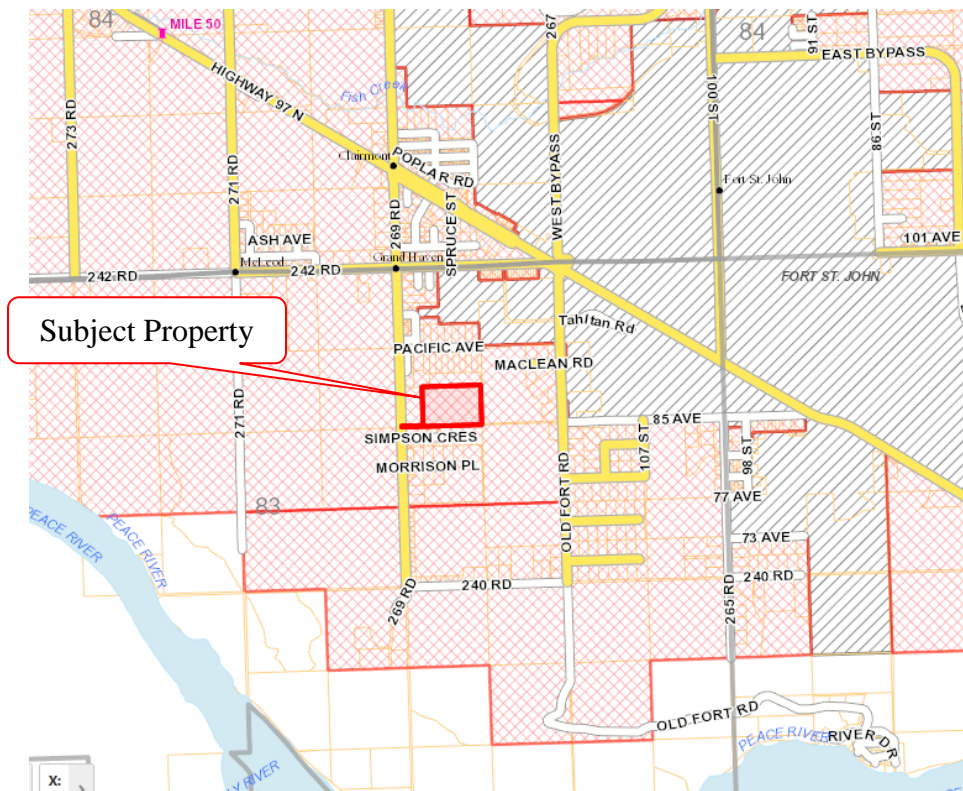 84
MILE 50
267
91 ST
84
EAST BYPASS
HIGHWAY 97 N
Fish Creek
100 ST
273 RD
86 ST
271 RD
Clairmont
POPLAR RD
WEST BYPASS
Fort St. John
269 RD
SPRUCE ST
ASH AVE
101 AVE
McLeod
Grand Haven
242 RD
242 RD
FORT ST. JOHN
Subject Property
Tahltan Rd
PACIFIC AVE
MACLEAN RD
271 RD
85 AVE
SIMPSON CRES
107 ST
98 ST
MORRISON PL
OLD FORT RD
77 AVE
83
PEACE RIVER
PEACE RIVER
73 AVE
269 RD
240 RD
240 RD
265 RD
OLD FORT RD
PEACE RIVER
RIVER DR
RIVER
X: